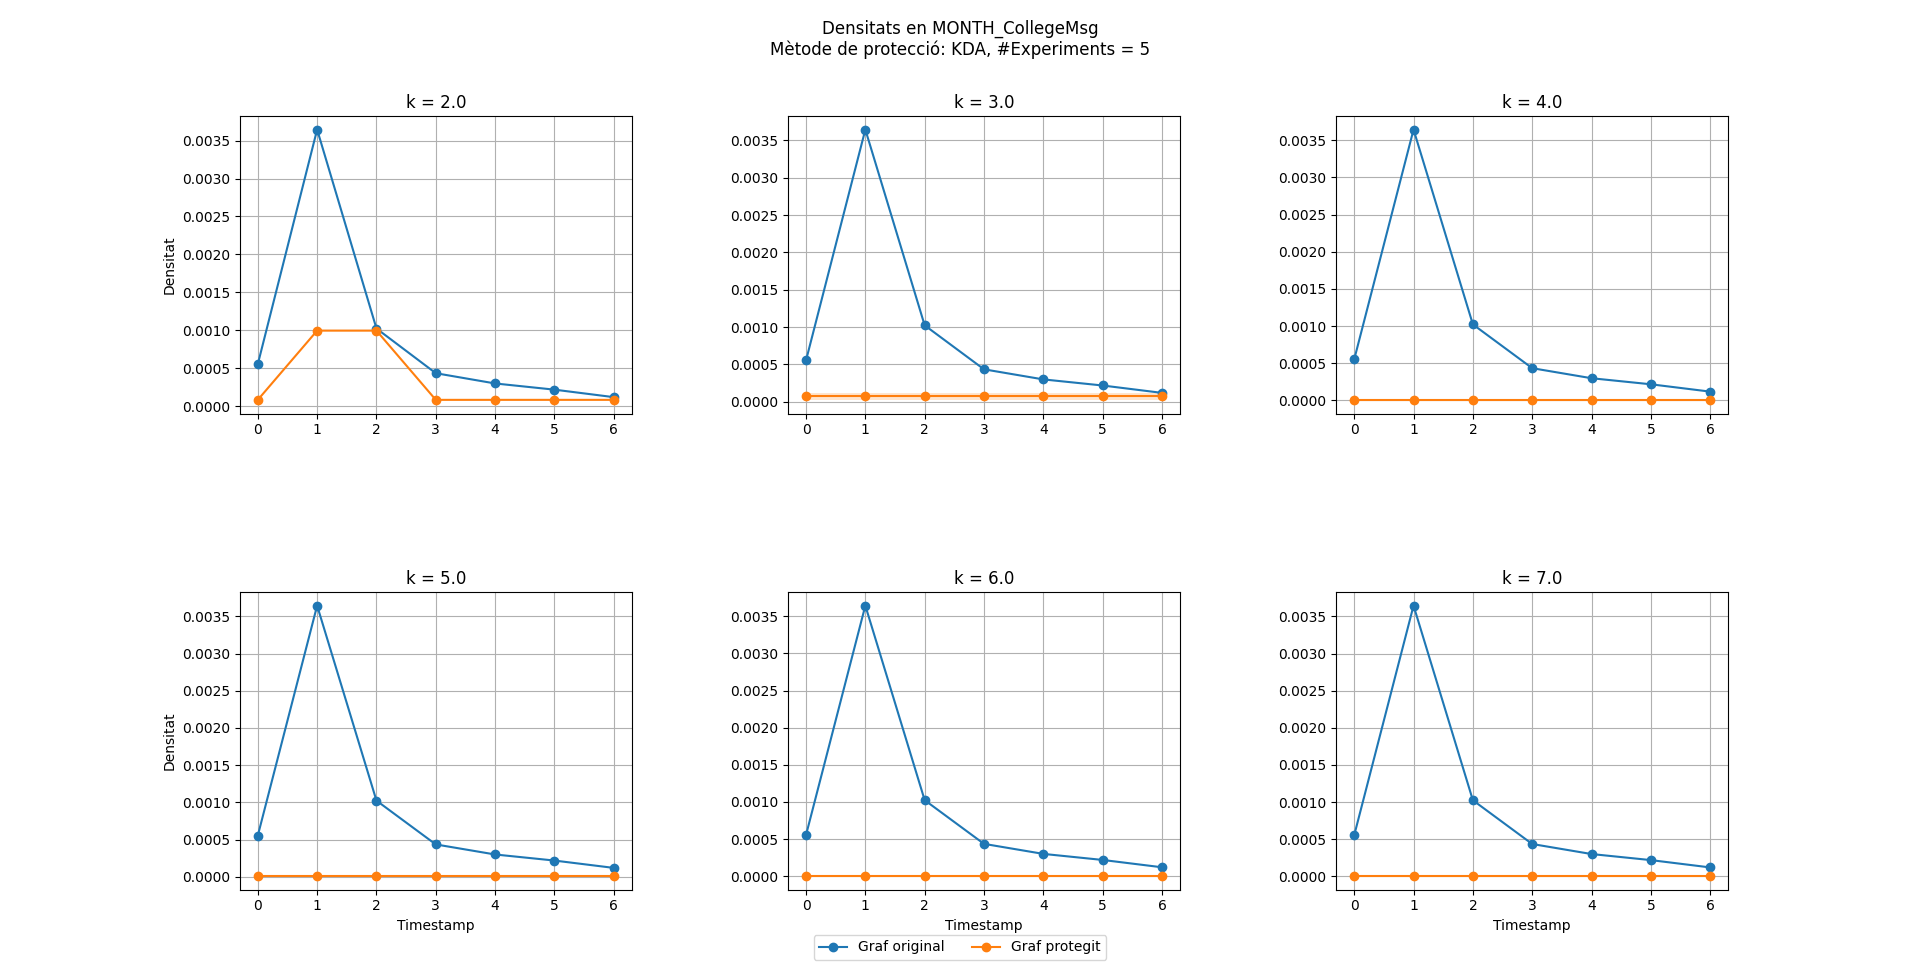 Densitats en MONTH_CollegeMsg
Mètode de protecció: KDA, #Experiments = 5
k = 2.0
k = 3.0
k = 4.0
0.0035
0.0030
0.0025
0.0020
0.0015
0.0010
0.0005
0.0000
Densitat
0 1 2 3 4 5 6
0.0035
0.0030
0.0025
0.0020
0.0015
0.0010
0.0005
0.0000
0 1 2 3 4 5 6
0.0035
0.0030
0.0025
0.0020
0.0015
0.0010
0.0005
0.0000
0 1 2 3 4 5 6
k = 5.0
k = 6.0
k = 7.0
0.0035
0.0030
0.0025
0.0020
0.0015
0.0010
0.0005
0.0000
Densitat
0 1 2 3 4 5 6
Timestamp
0.0035
0.0030
0.0025
0.0020
0.0015
0.0010
0.0005
0.0000
0 1 2 3 4 5 6
Timestamp
0.0035
0.0030
0.0025
0.0020
0.0015
0.0010
0.0005
0.0000
0 1 2 3 4 5 6
Timestamp
Graf original Graf protegit